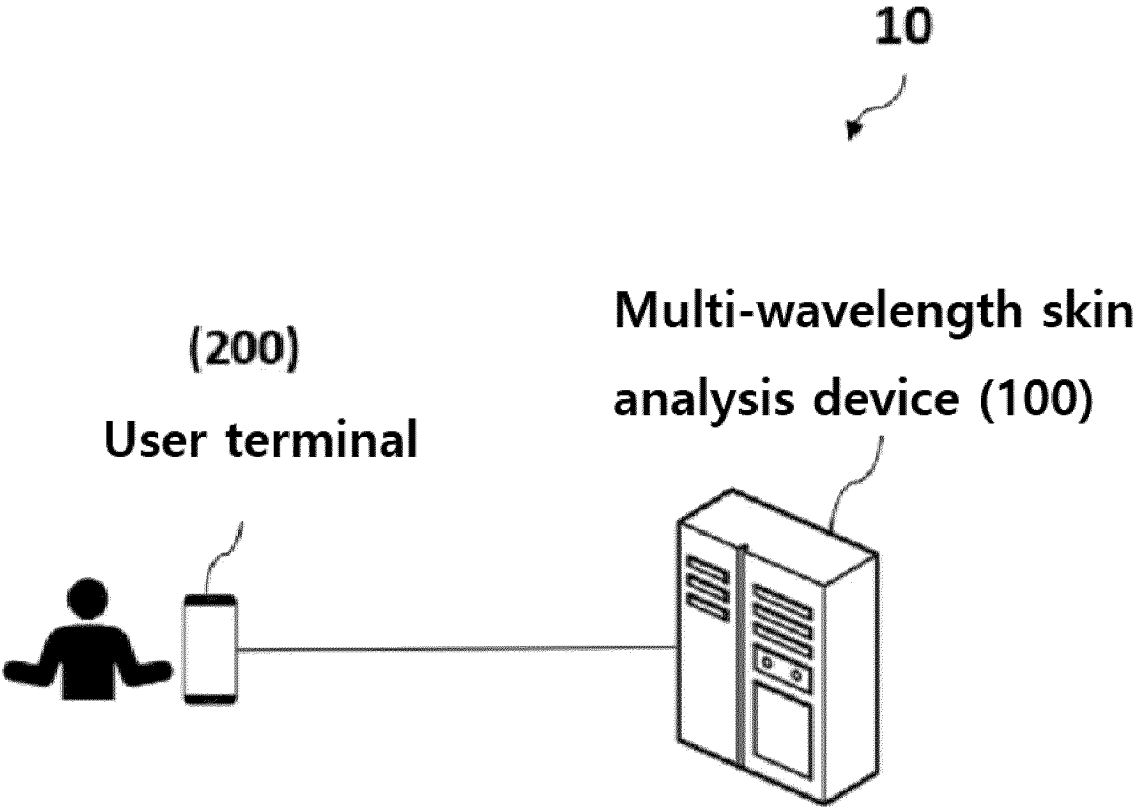 10
Multi-wavelength skin
analysis device (100)
(200)
User terminal